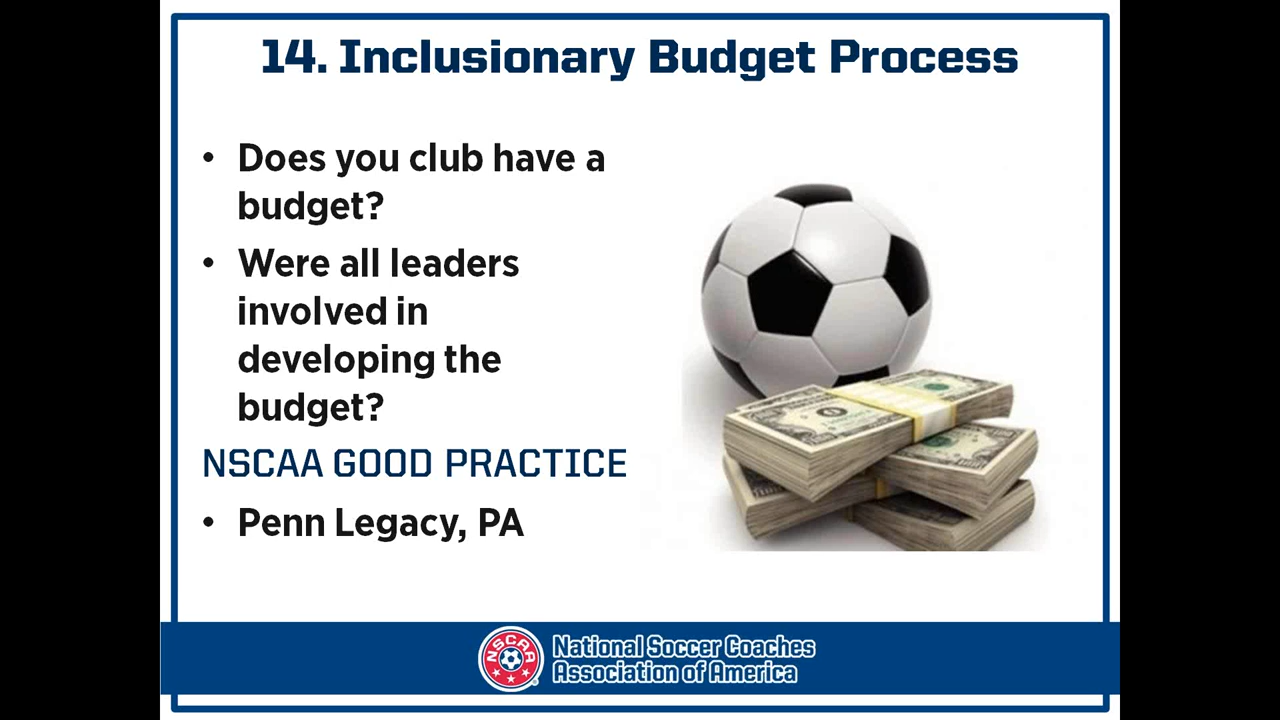 14. Inclusionary Budget Process
• Does you club have a
budget?
• Were all leaders
involved in
developing the
budget?
NSCAA GOOD PRACTICE
• Penn Legacy, PA
NSCAA
National Soccer Coaches
Association of America